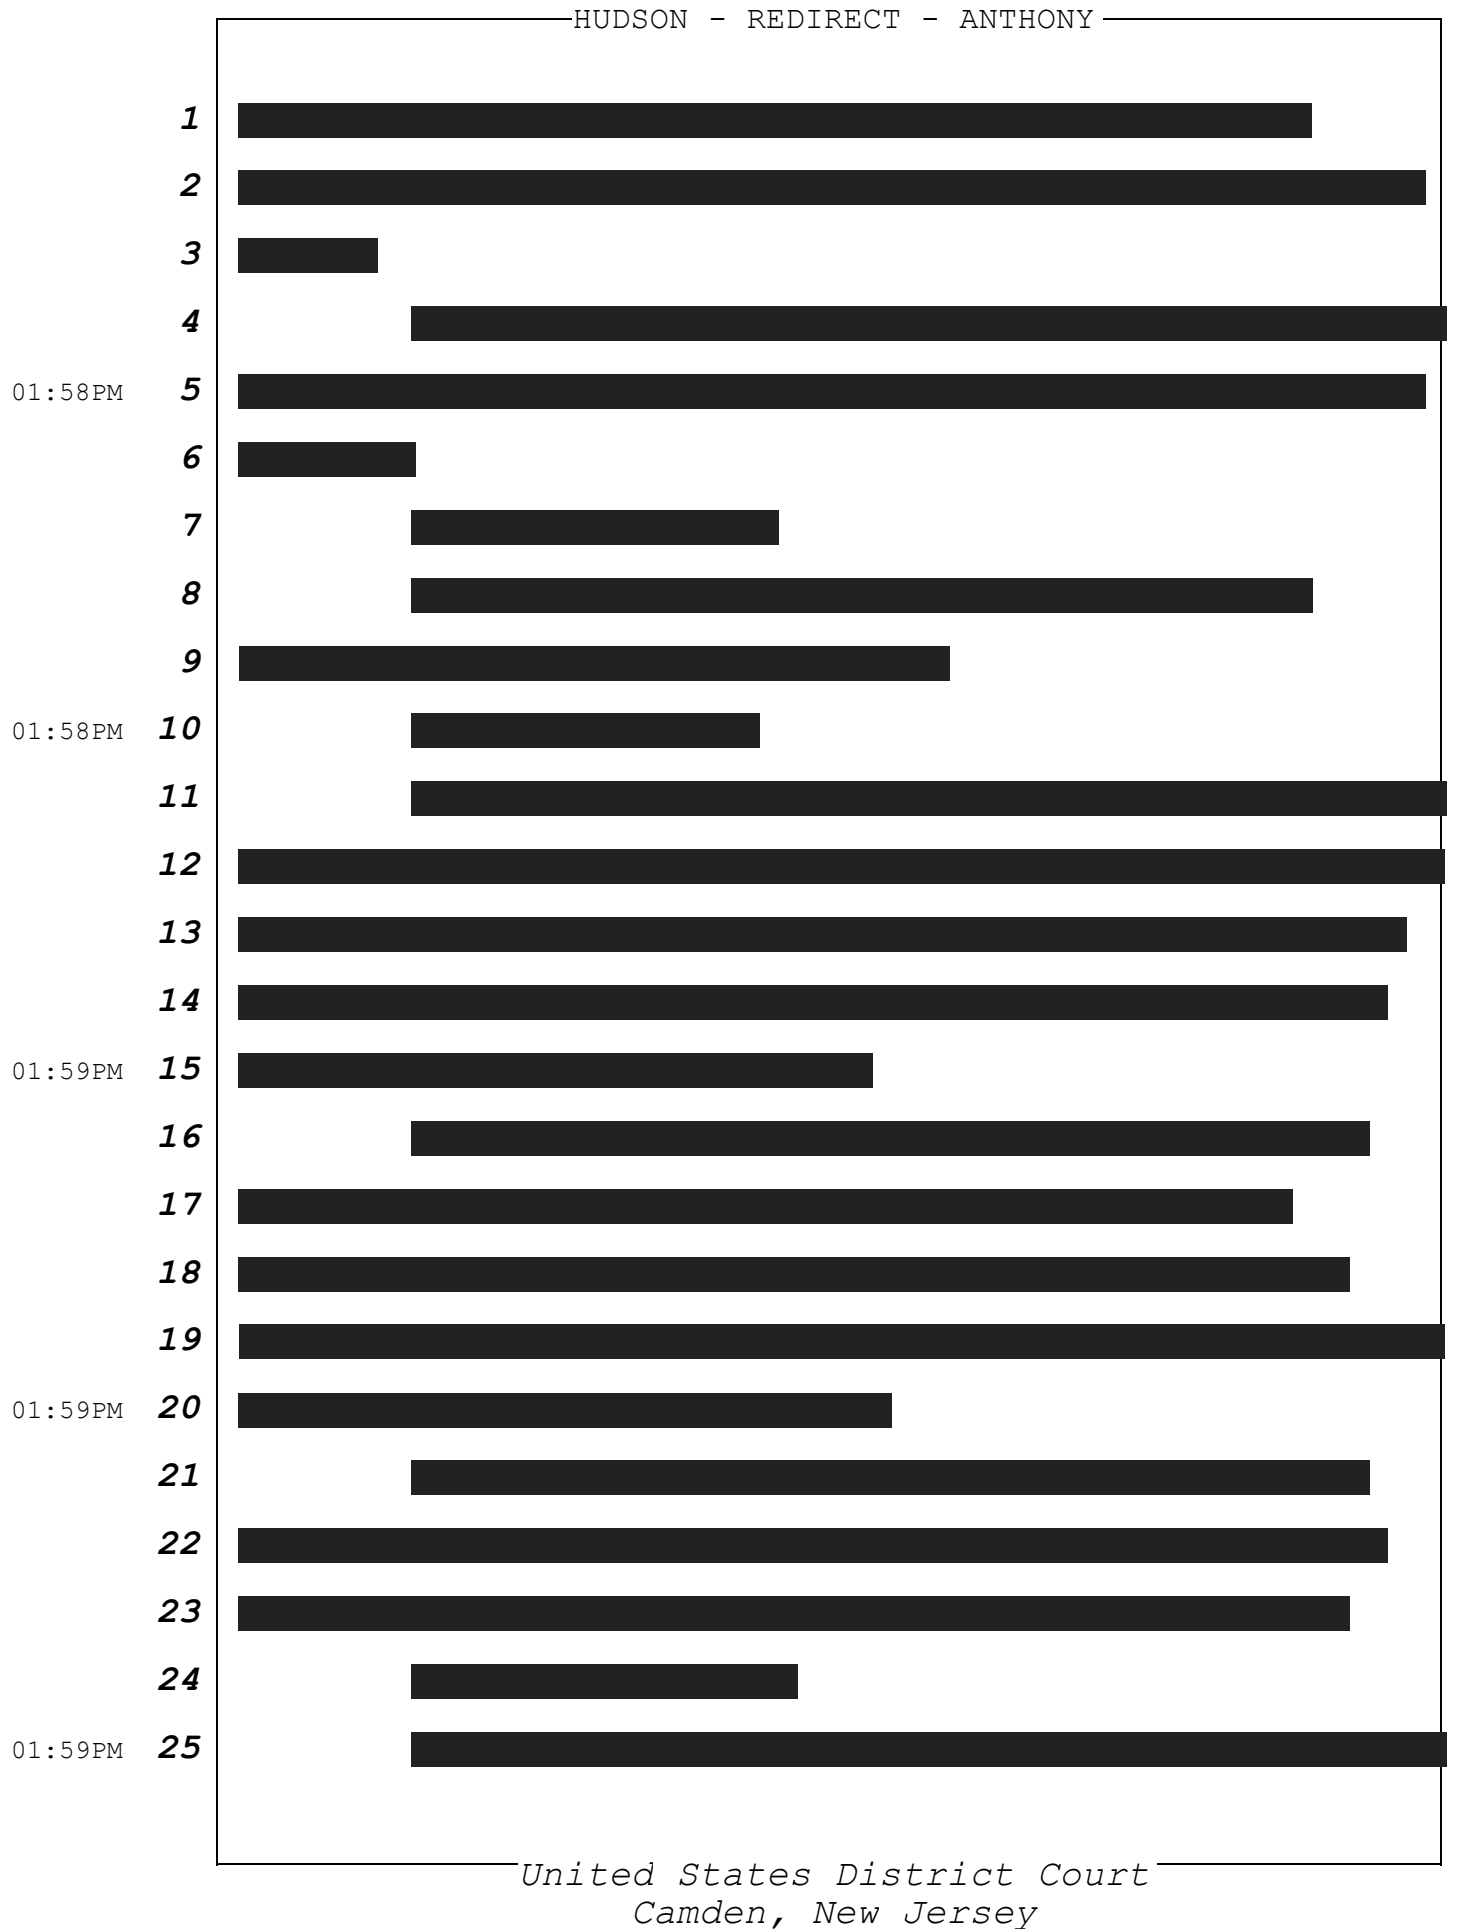 HUDSON - REDIRECT - ANTHONY
1
2
3
4
01:58PM 5
6
7
8
9
01:58PM 10
11
12
13
14
01:59PM 15
16
17
18
19
01:59PM 20
21
22
23
24
01:59PM 25
United States District Court
Camden, New Jersey